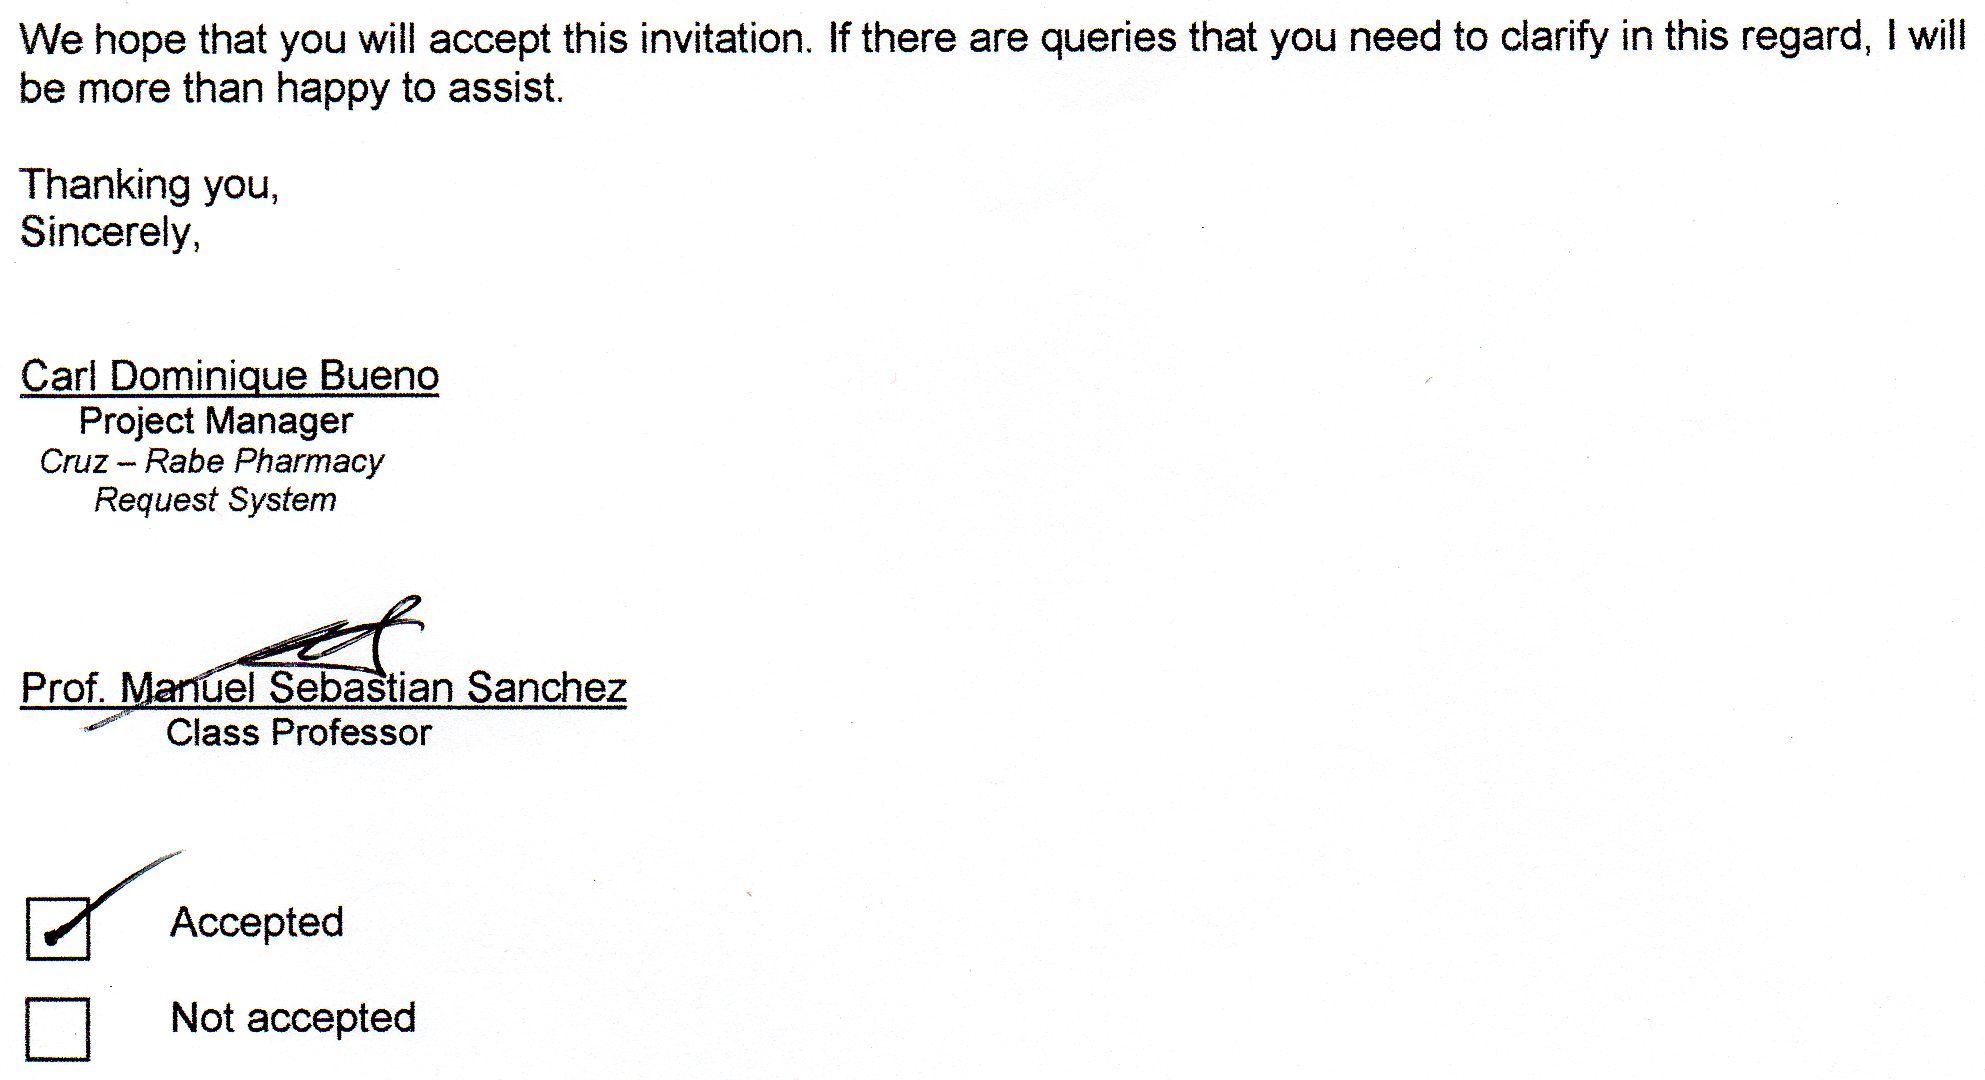 We hope that you will accept this invitation. If there are queries that you need to clarify in this regard, I will
be more than happy to assist.
Thanking you,
Sincerely,
Carl Dominique Bueno
Project Manager
Cruz – Rabe Pharmacy
Request System
Prof. Manuel Sebastian Sanchez
Class Professor
Accepted
Not accepted